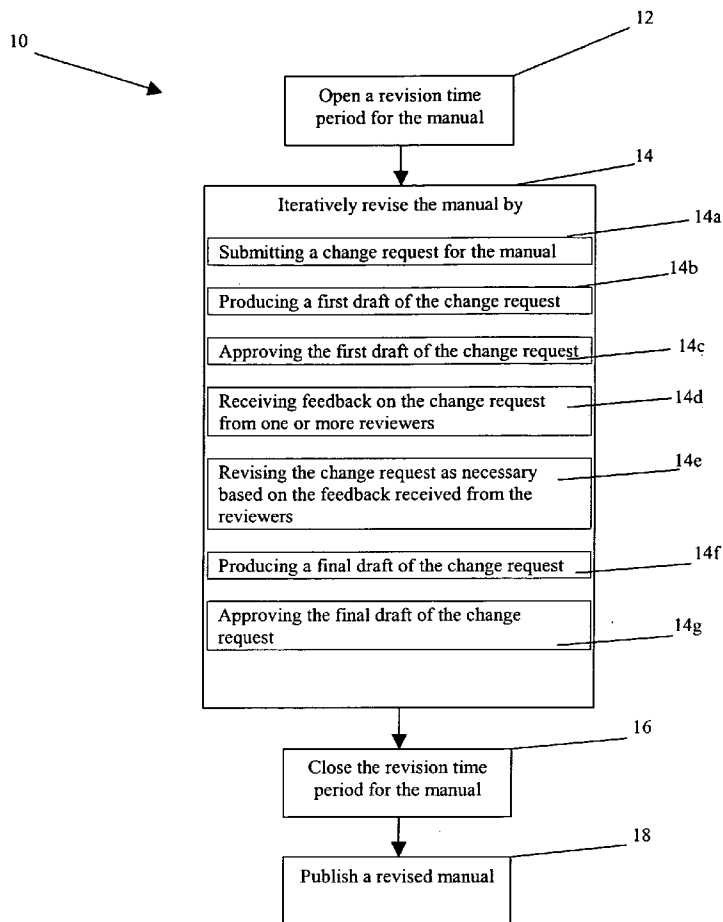 10
12
Open a revision time
period for the manual
14
Iteratively revise the manual by
14a
Submitting a change request for the manual
14b
Producing a first draft of the change request
Approving the first draft of the change request
14c
Receiving feedback on the change request
from one or more reviewers
14d
Revising the change request as necessary
based on the feedback received from the
reviewers
14e
Producing a final draft of the change request
14f
Approving the final draft of the change
request
14g
16
Close the revision time
period for the manual
18
Publish a revised manual